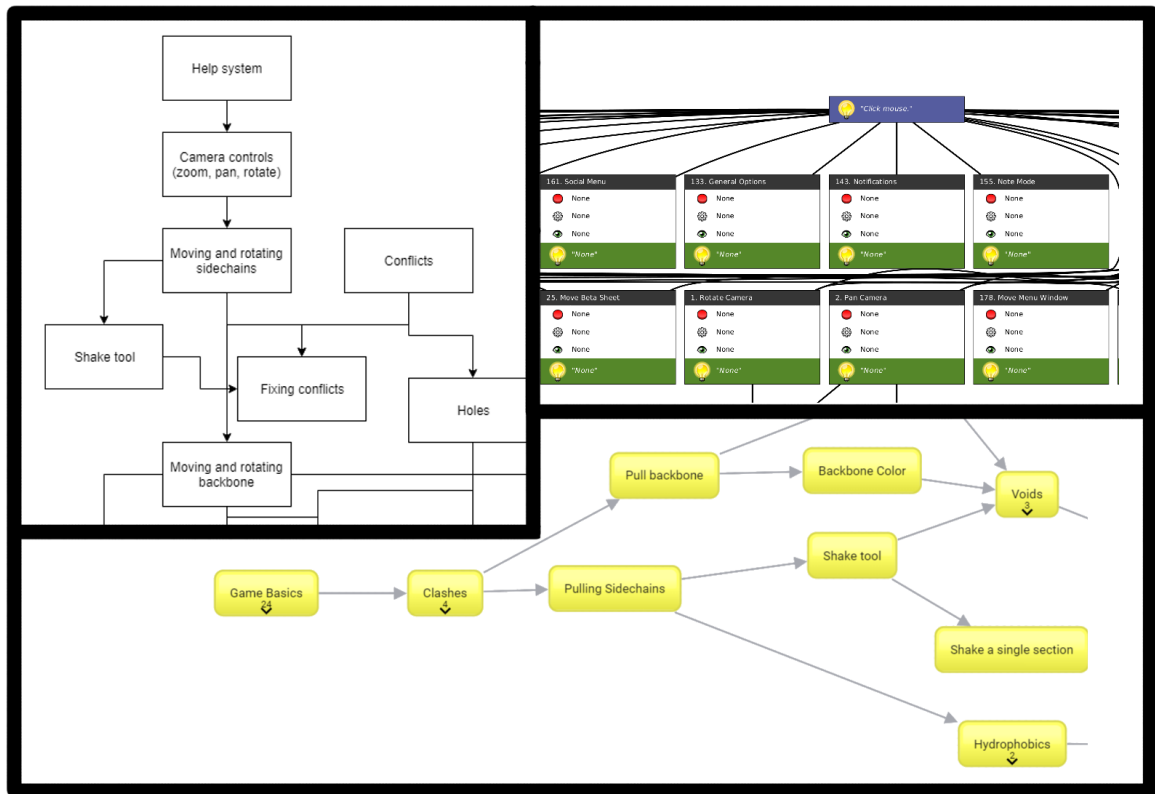 Help system
Camera controls
(zoom, pan, rotate)
Moving and rotating
sidechains
Conflicts
Shake tool
Fixing conflicts
Holes
Moving and rotating
backbone
"Click mouse."
161. Social Menu
None
None
None
"None"
133. General Options
None
None
None
"None"
143. Notifications
None
None
None
"None"
155. Note Mode
None
None
None
"None"
25. Move Beta Sheet
None
None
None
"None"
1. Rotate Camera
None
None
None
"None"
2. Pan Camera
None
None
None
"None"
178. Move Menu Window
None
None
None
"None"
Pull backbone
Backbone Color
Voids
3
Shake tool
Game Basics
24
Clashes
4
Pulling Sidechains
Shake a single section
Hydrophobics
2